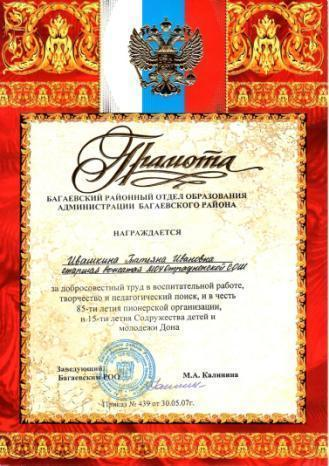 Грамота
БАГАЕВСКИЙ РАЙОННЫЙ ОТДЕЛ ОБРАЗОВАНИЯ
АДМИНИСТРАЦИИ БАГАЕВСКОГО РАЙОНА
НАГРАЖДАЕТСЯ
Ивашкина Татьяна Ивановна
старшая вожатая МОУ Отрадненской СОШ
за добросовестный труд в воспитательной работе,
творчество и педагогический поиск, и в честь
85-ти летия пионерской организации,
и 15-ти летия Содружества детей и
молодежи Дона
Заведующий
Багаевским РОО
М.А. Калинина
Приказ № 439 от 30.05.07г.